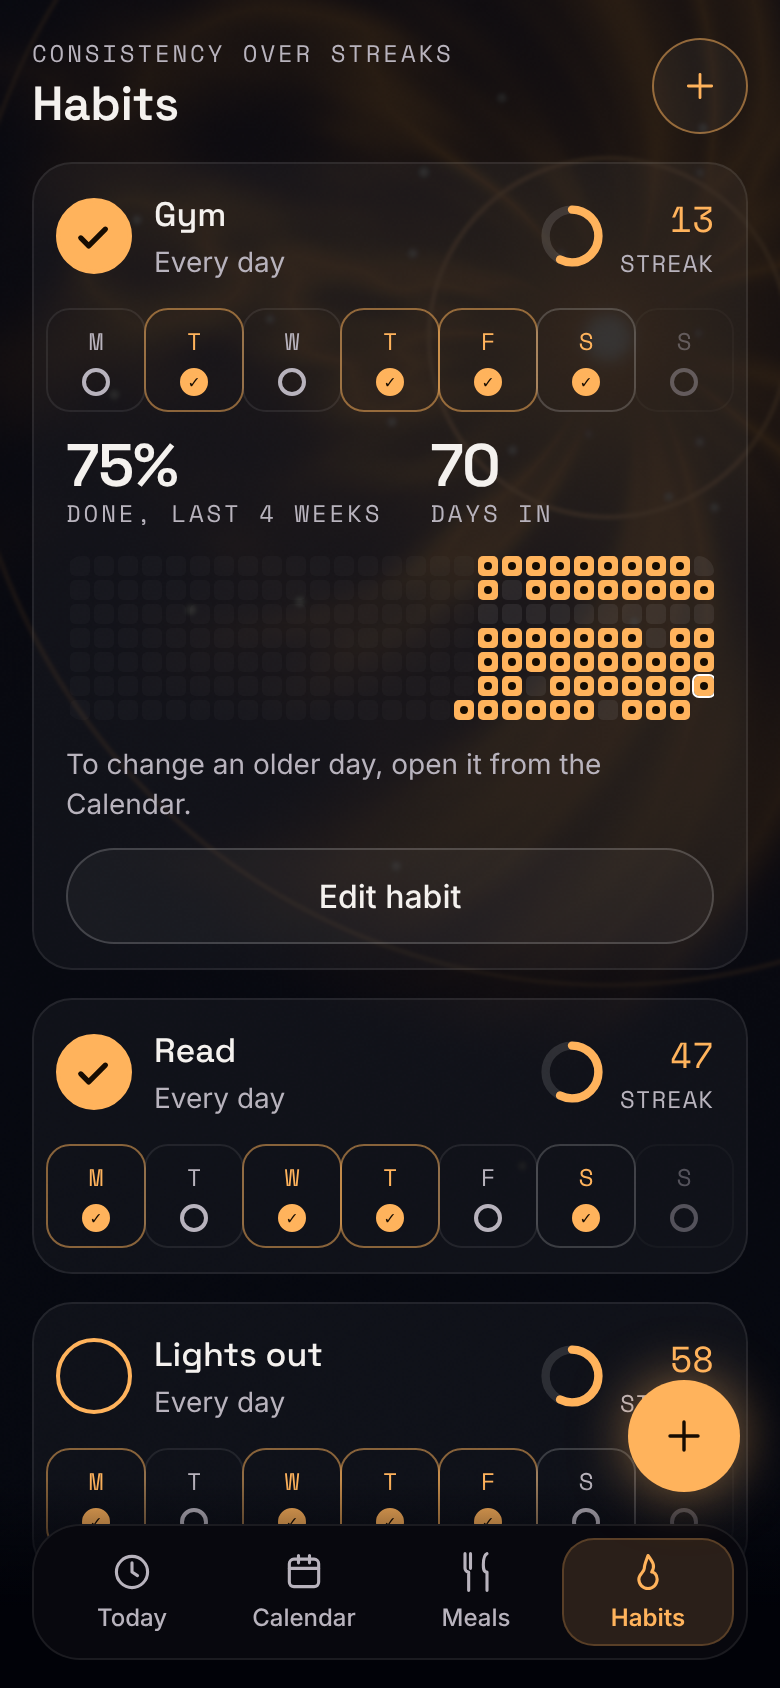 CONSISTENCY OVER STREAKS
Habits
Gym
Every day
13
STREAK
M T W T F S S
75%
DONE, LAST 4 WEEKS
70
DAYS IN
To change an older day, open it from the
Calendar.
Edit habit
Read
Every day
47
STREAK
M T W T F S S
Lights out
Every day
58
M T W T F S
Today
Calendar
Meals
Habits